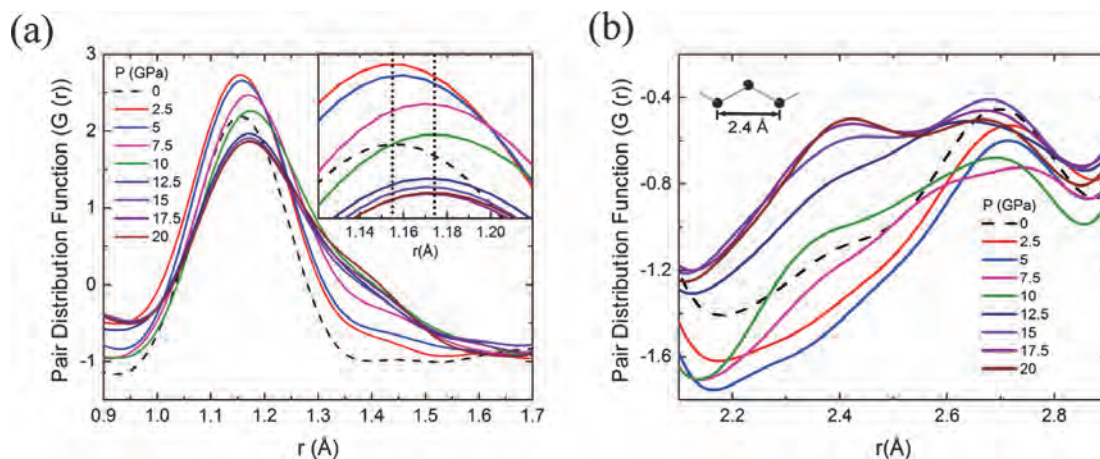 (a)
Pair Distribution Function (G (r))
3
2
1
0
-1
P (GPa)
0
2.5
5
7.5
10
12.5
15
17.5
20
1.14 1.16 1.18 1.20
r(Å)
0.9 1.0 1.1 1.2 1.3 1.4 1.5 1.6 1.7
r (Å)
(b)
Pair Distribution Function (G (r))
-0.4
-0.8
-1.2
-1.6
2.4 Å
P (GPa)
0
2.5
5
7.5
10
12.5
15
17.5
20
2.2 2.4 2.6 2.8
r(Å)